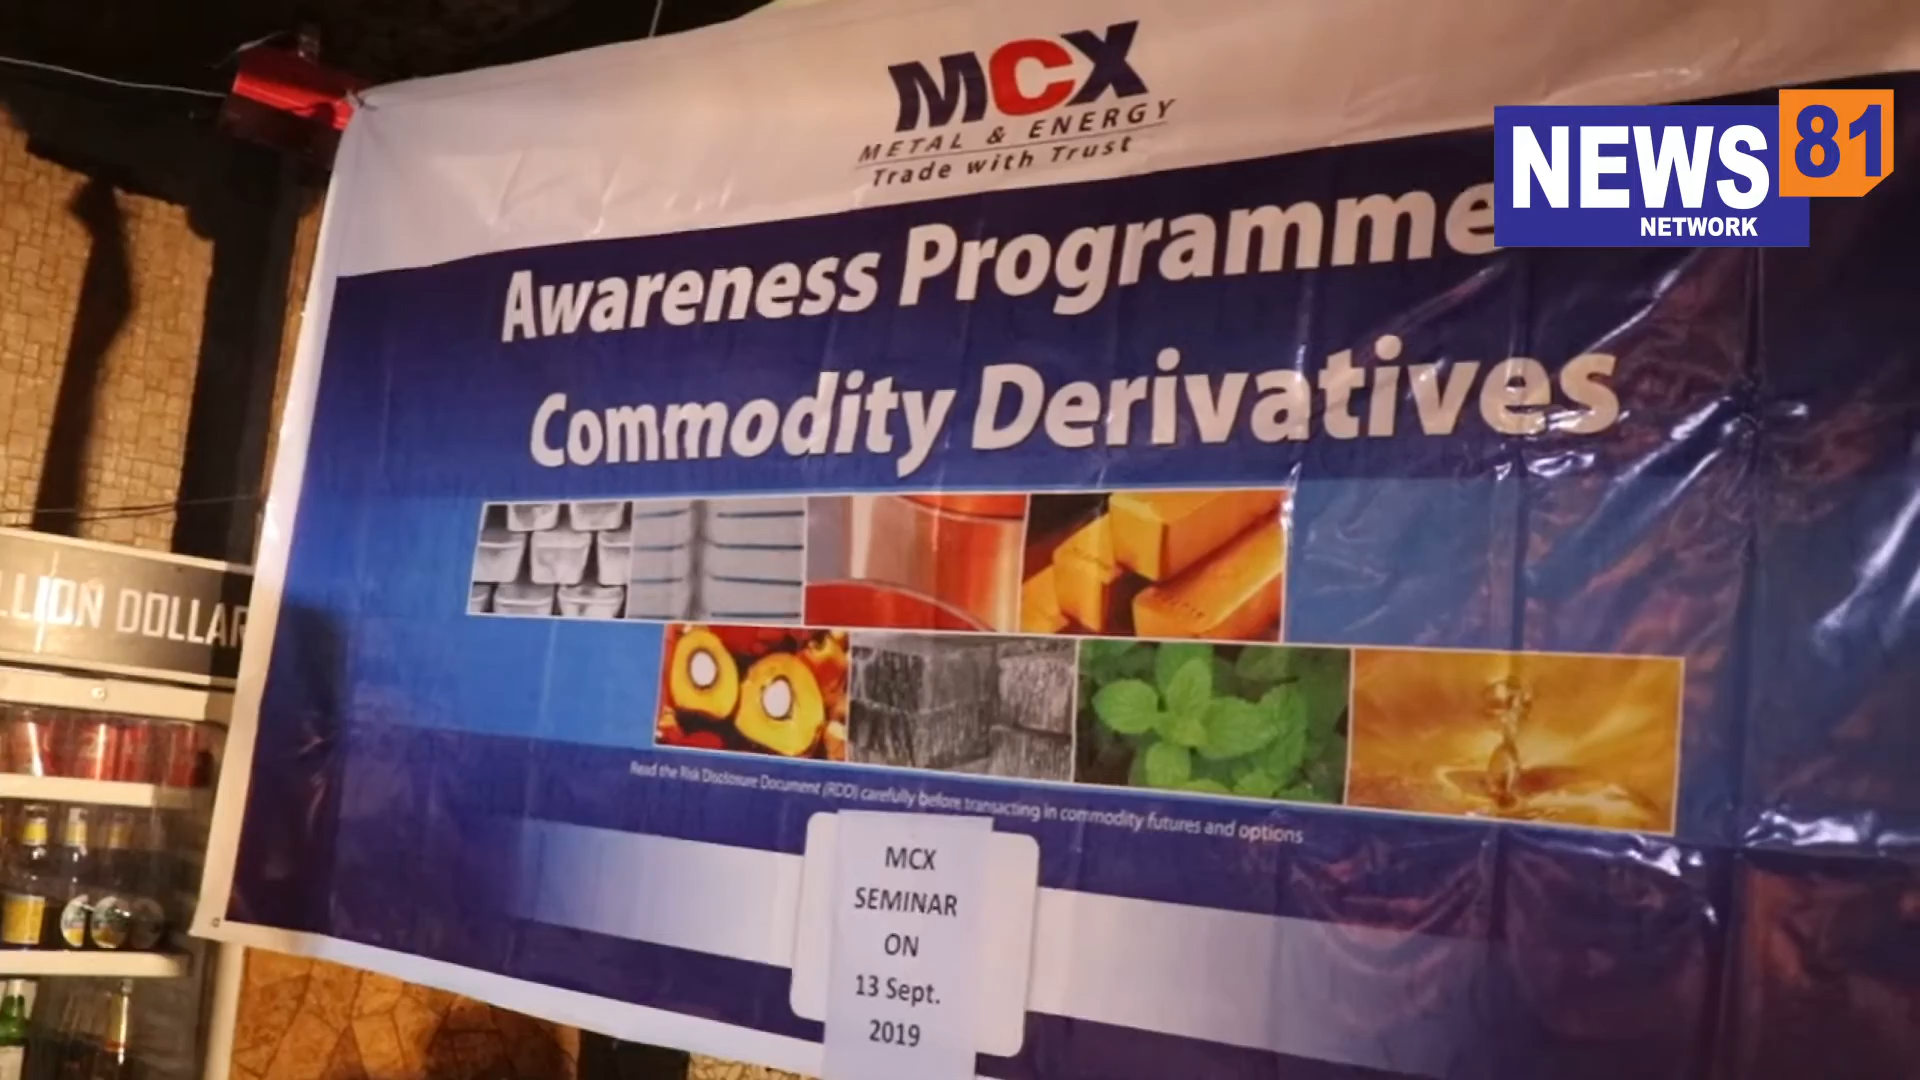 MCX
METAL & ENERGY
Trade with Trust
NEWS 81
NETWORK
Awareness Programme
Commodity Derivatives
LLION DOLLAR
Read the Risk Disclosure Document (RDD) carefully before transacting in commodity futures and options
MCX
SEMINAR
ON
13 Sept.
2019